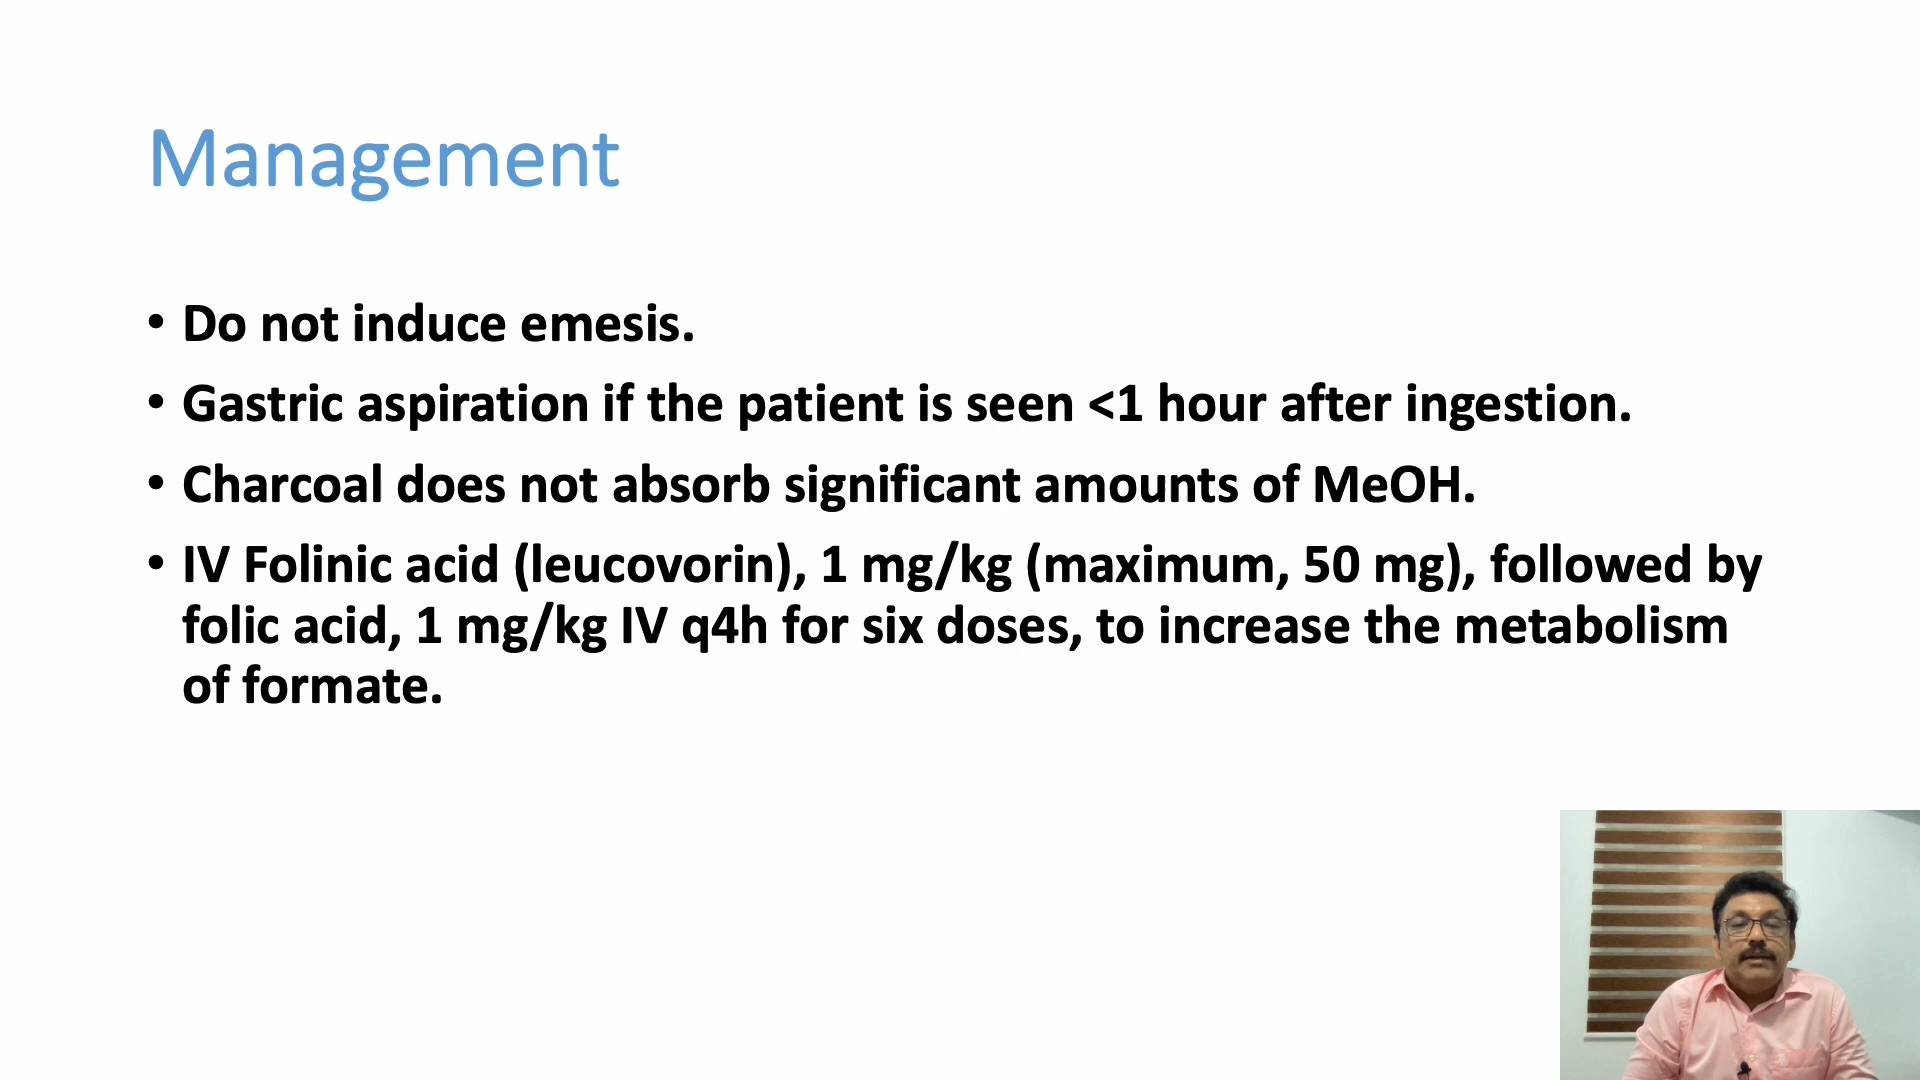 Management
• Do not induce emesis.
• Gastric aspiration if the patient is seen <1 hour after ingestion.
• Charcoal does not absorb significant amounts of MeOH.
• IV Folinic acid (leucovorin), 1 mg/kg (maximum, 50 mg), followed by
folic acid, 1 mg/kg IV q4h for six doses, to increase the metabolism
of formate.